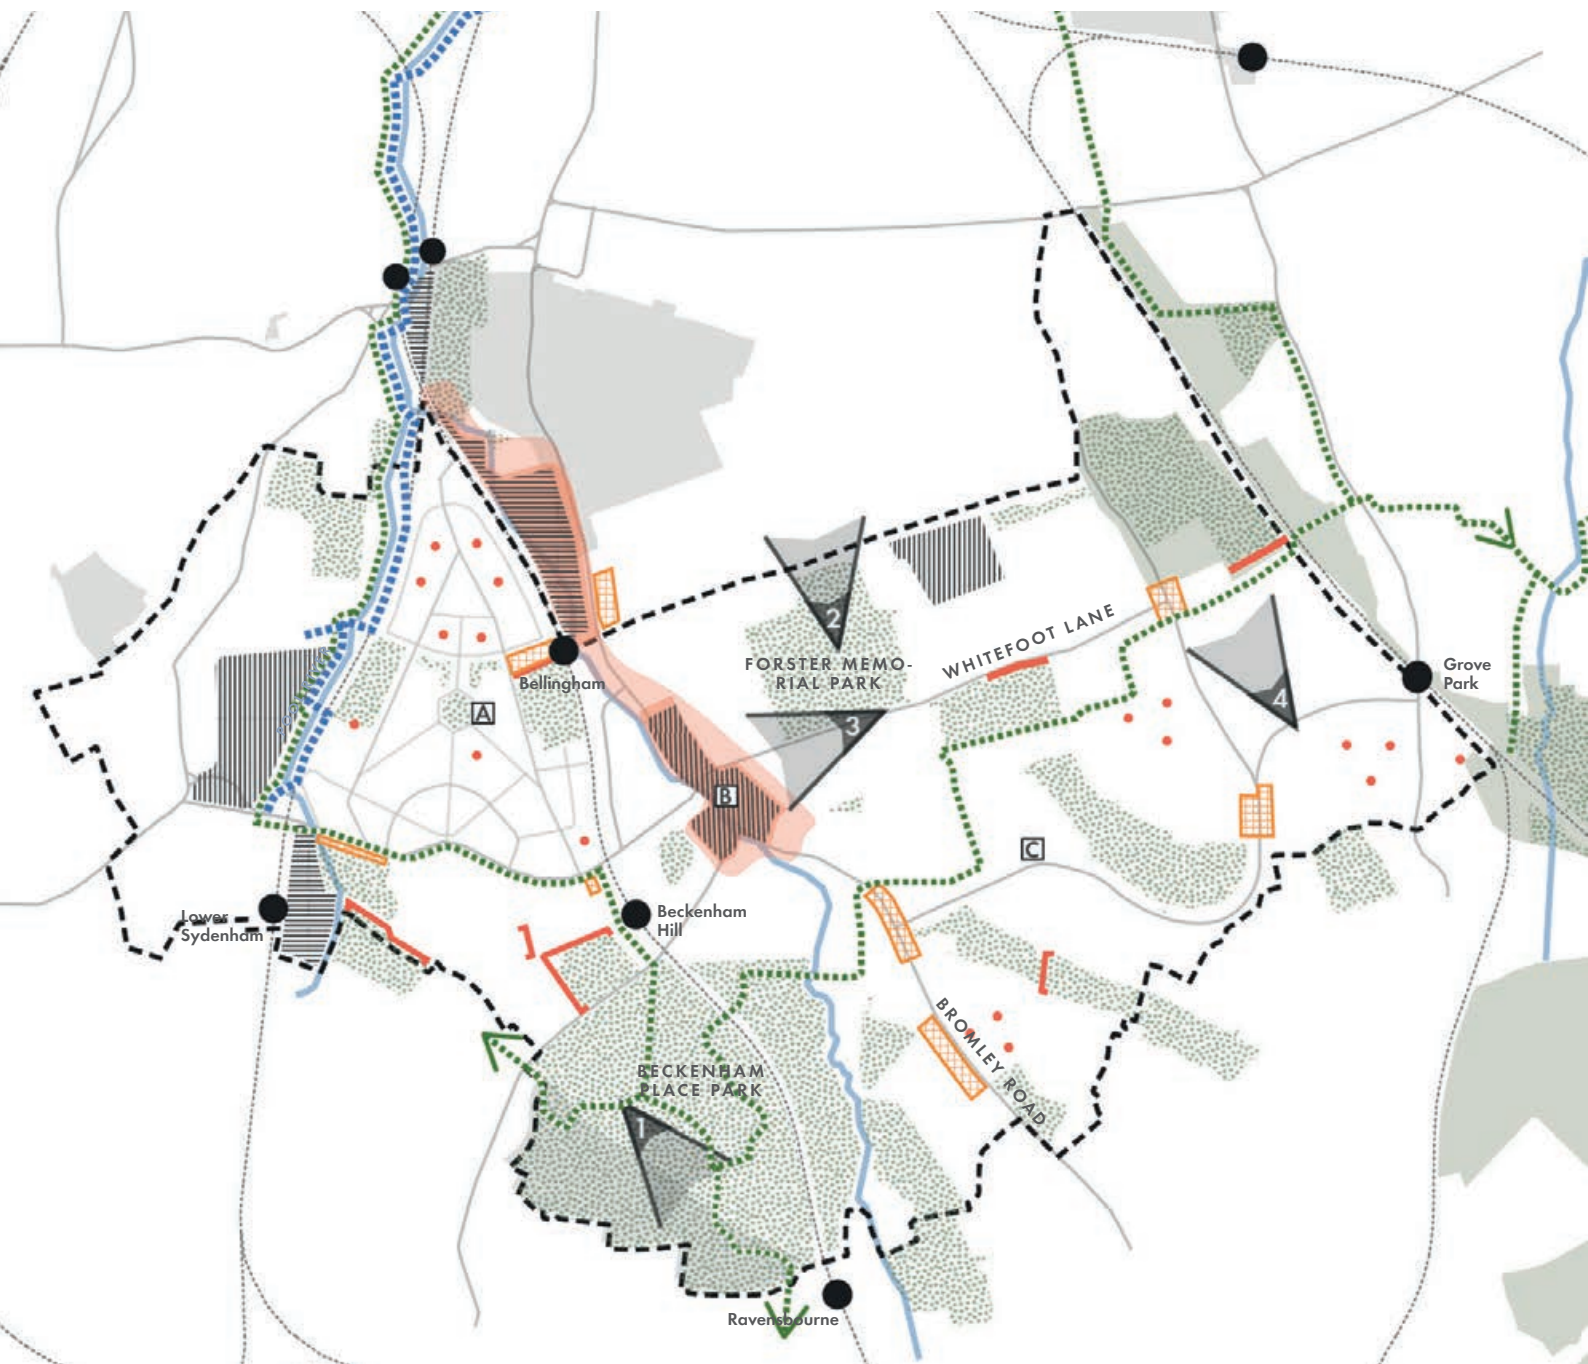 2
FORSTER MEMO-
RIAL PARK
WHITEFOOT LANE
Grove
Park
Bellingham
4
A
3
B
C
Lower
Sydenham
Beckenham
Hill
BROMLEY ROAD
BECKENHAM
PLACE PARK
1
Ravensbourne